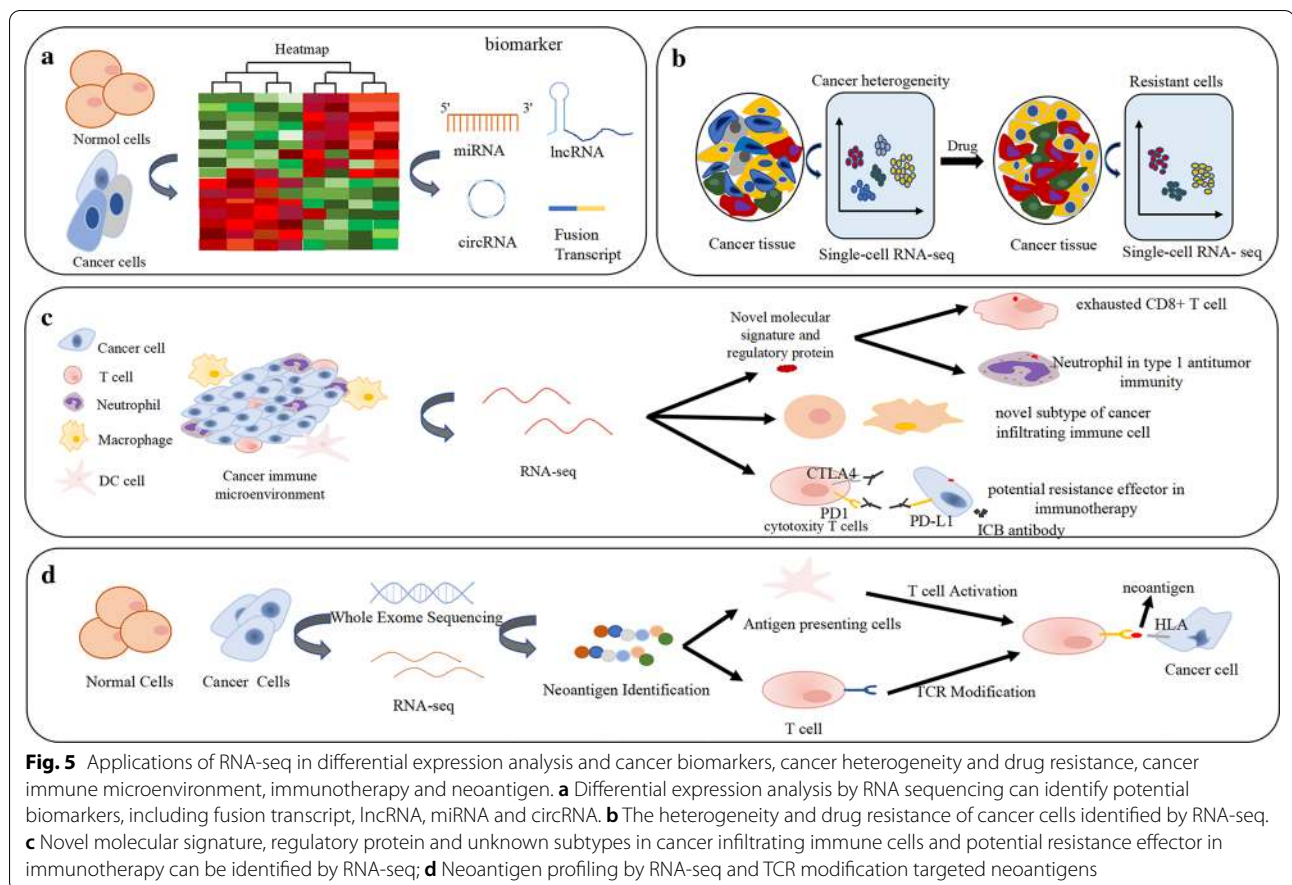 a
Heatmap
biomarker
Normol cells
Cancer cells
5'
3'
miRNA
lncRNA
circRNA
Fusion
Transcript
b
Cancer heterogeneity
Cancer tissue
Single-cell RNA-seq
Drug
Resistant cells
Cancer tissue
Single-cell RNA- seq
c
Cancer cell
T cell
Neutrophil
Macrophage
DC cell
Cancer immune
microenvironment
RNA-seq
Novel molecular
signature and
regulatory protein
exhausted CD8+ T cell
Neutrophil in type 1 antitumor
immunity
novel subtype of cancer
infiltrating immune cell
CTLA4
PD1
cytotoxity T cells
PD-L1
potential resistance effector in
immunotherapy
ICB antibody
d
Normal Cells
Cancer Cells
Whole Exome Sequencing
RNA-seq
Neoantigen Identification
Antigen presenting cells
T cell
T cell Activation
TCR Modification
neoantigen
HLA
Cancer cell
Fig. 5 Applications of RNA-seq in differential expression analysis and cancer biomarkers, cancer heterogeneity and drug resistance, cancer
immune microenvironment, immunotherapy and neoantigen. a Differential expression analysis by RNA sequencing can identify potential
biomarkers, including fusion transcript, lncRNA, miRNA and circRNA. b The heterogeneity and drug resistance of cancer cells identified by RNA-seq.
c Novel molecular signature, regulatory protein and unknown subtypes in cancer infiltrating immune cells and potential resistance effector in
immunotherapy can be identified by RNA-seq; d Neoantigen profiling by RNA-seq and TCR modification targeted neoantigens